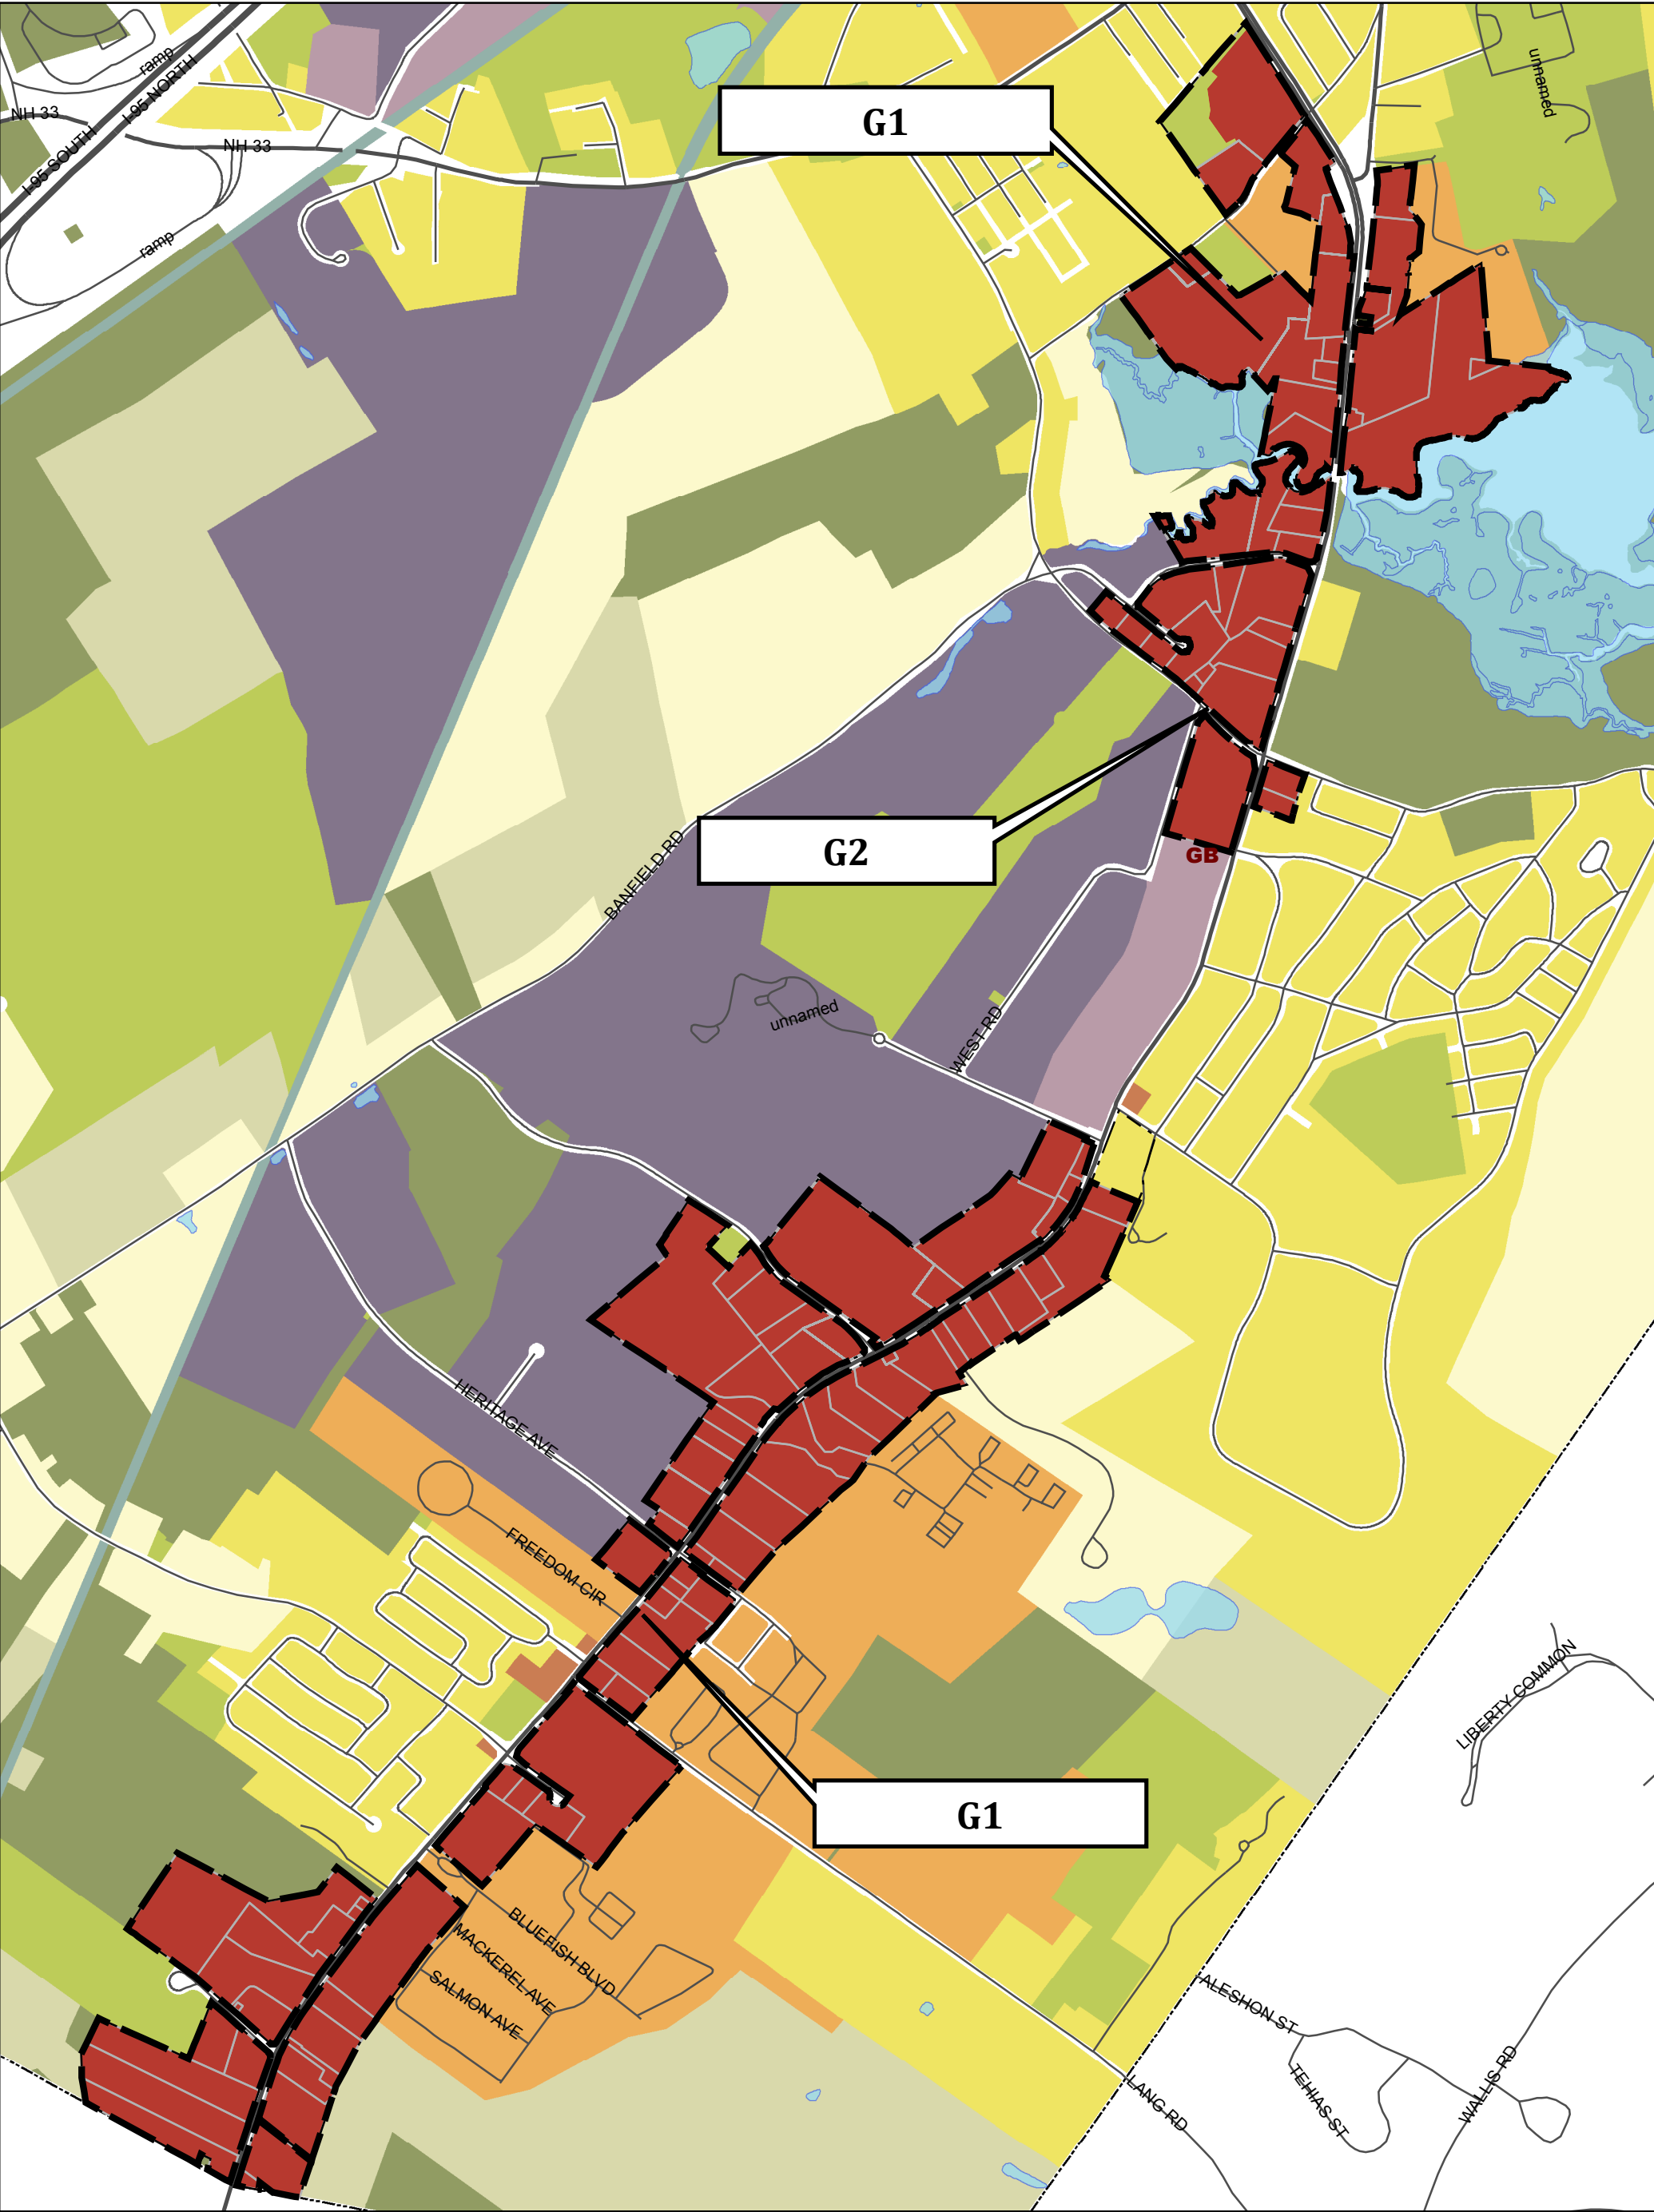 ramp
I-95 NORTH
NH 33
I-95 SOUTH
NH 33
ramp
unnamed
G1
G2
GB
BANFIELD RD
unnamed
WEST RD
HERITAGE AVE
FREEDOM CIR
G1
LIBERTY COMMON
BLUEFISH BLVD
MACKEREL AVE
SALMON AVE
ALESHON ST
TEHIAS ST
WALLIS RD
LANG RD